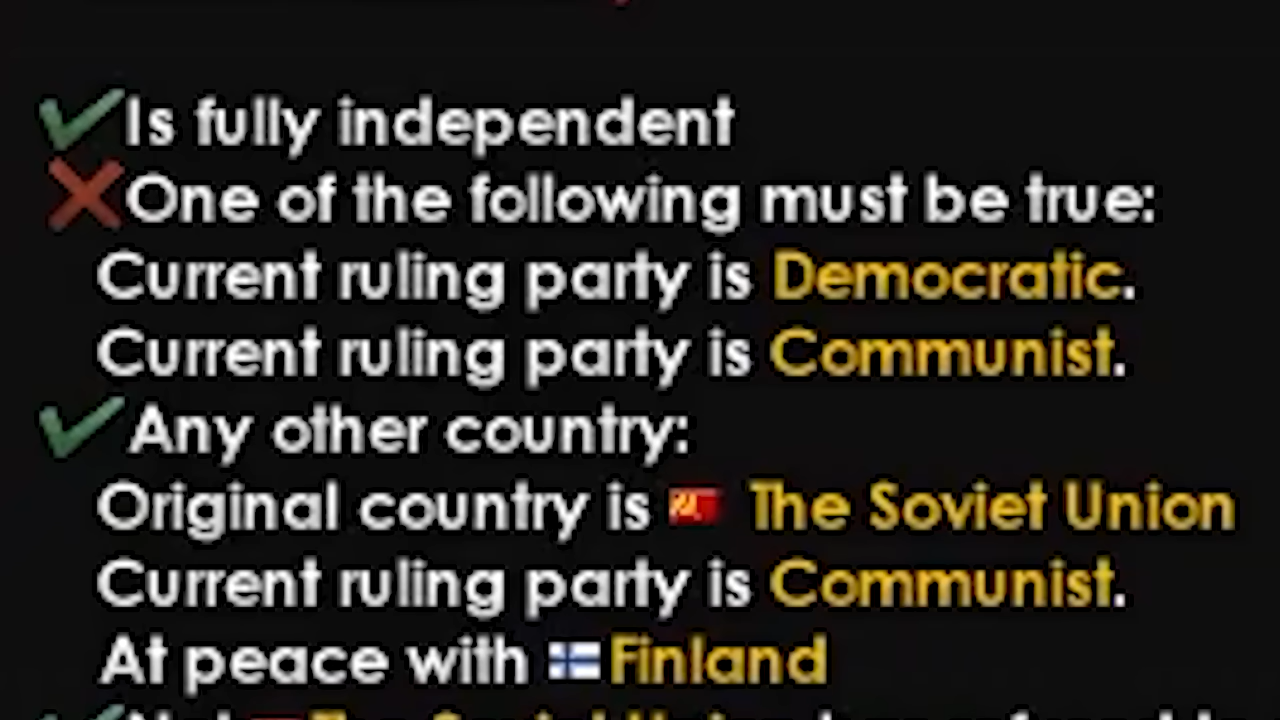 Is fully independent
One of the following must be true:
Current ruling party is Democratic.
Current ruling party is Communist.
Any other country:
Original country is The Soviet Union
Current ruling party is Communist.
At peace with Finland